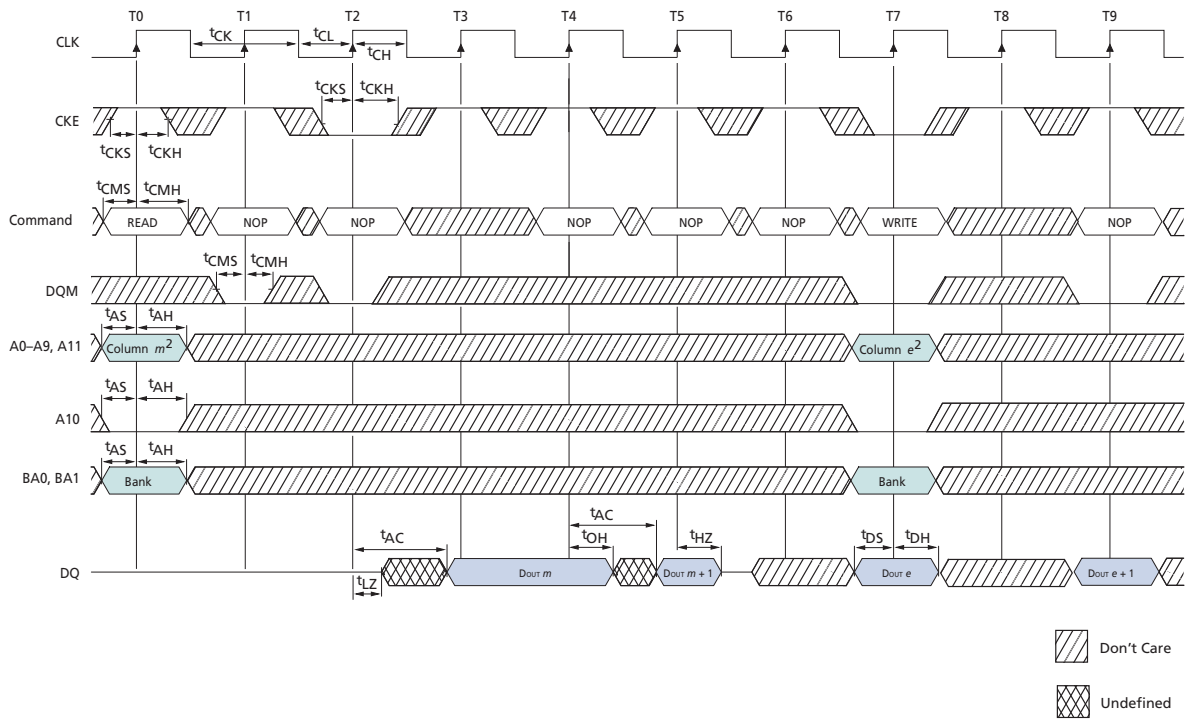 T0 T1 T2 T3 T4 T5 T6 T7 T8 T9
CLK
tCK tCL
tCH
tCKS tCKH
CKE
tCKS tCKH
tCMS tCMH
Command READ NOP NOP NOP NOP NOP WRITE NOP
tCMS tCMH
DQM
tAS tAH
A0–A9, A11 Column m2 Column e2
tAS tAH
A10
tAS tAH
BA0, BA1 Bank Bank
tAC
tAC tOH tHZ tDS tDH
DQ DOUT m DOUT m + 1 DOUT e DOUT e + 1
tLZ
Don't Care
Undefined